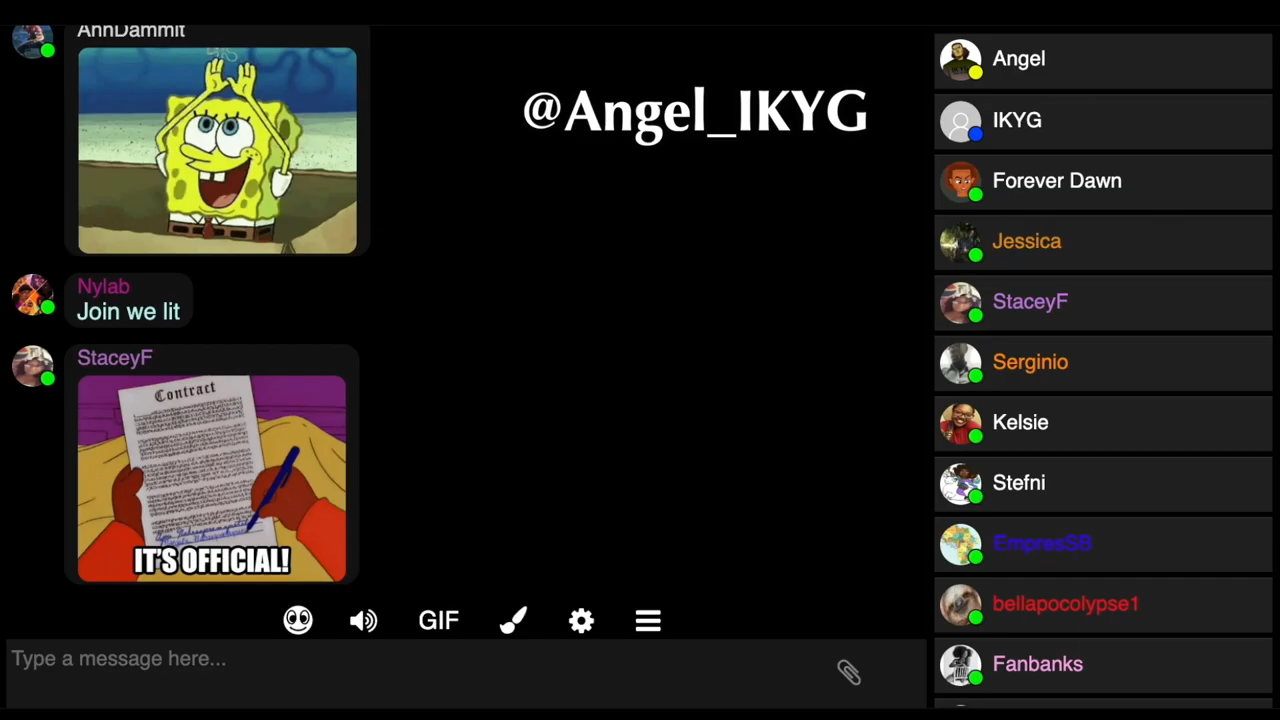 AnnDammit
@Angel_IKYG
Nylab
Join we lit
StaceyF
Contract
IT'S OFFICIAL!
GIF
Type a message here...
Angel
IKYG
Forever Dawn
Jessica
StaceyF
Serginio
Kelsie
Stefni
EmpresSB
bellapocolypse1
Fanbanks